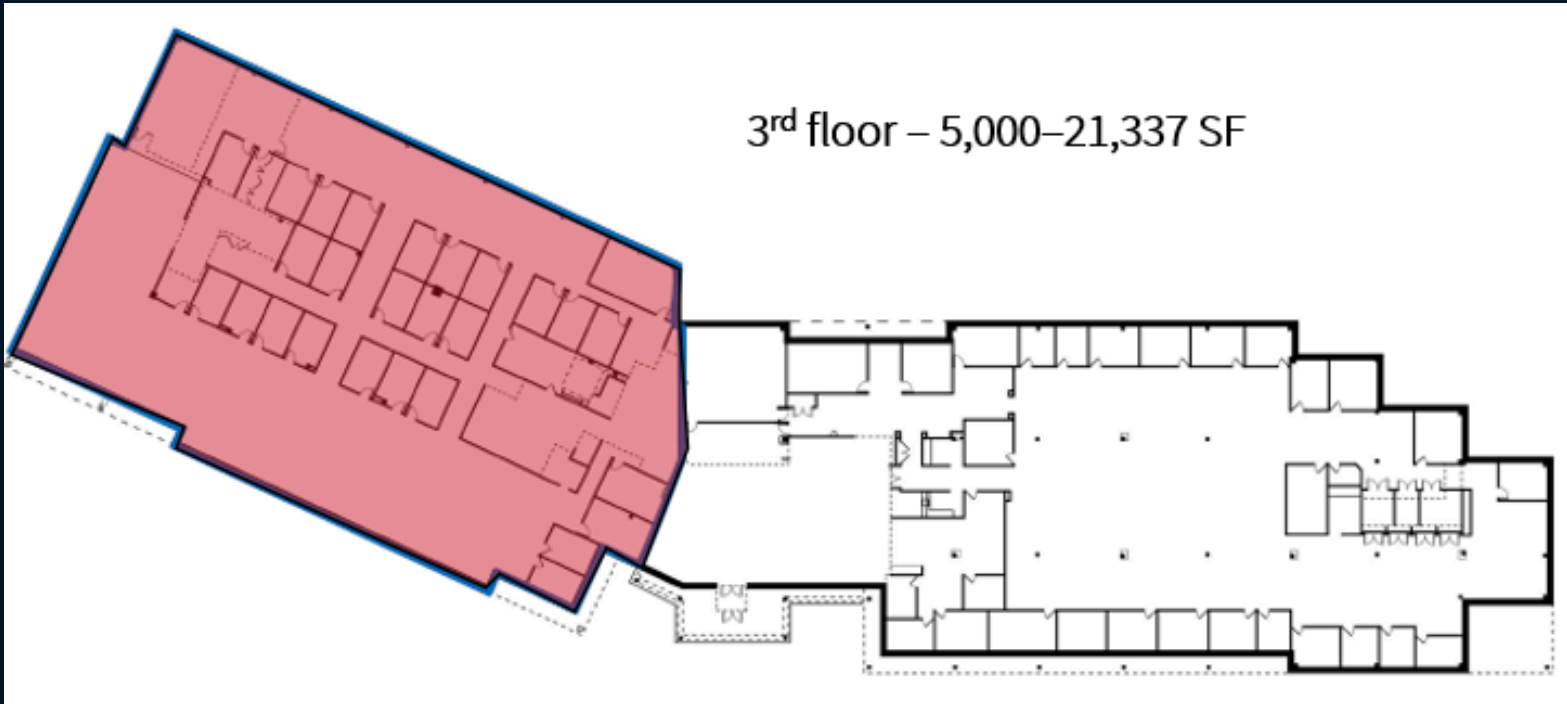 3rd floor – 5,000–21,337 SF